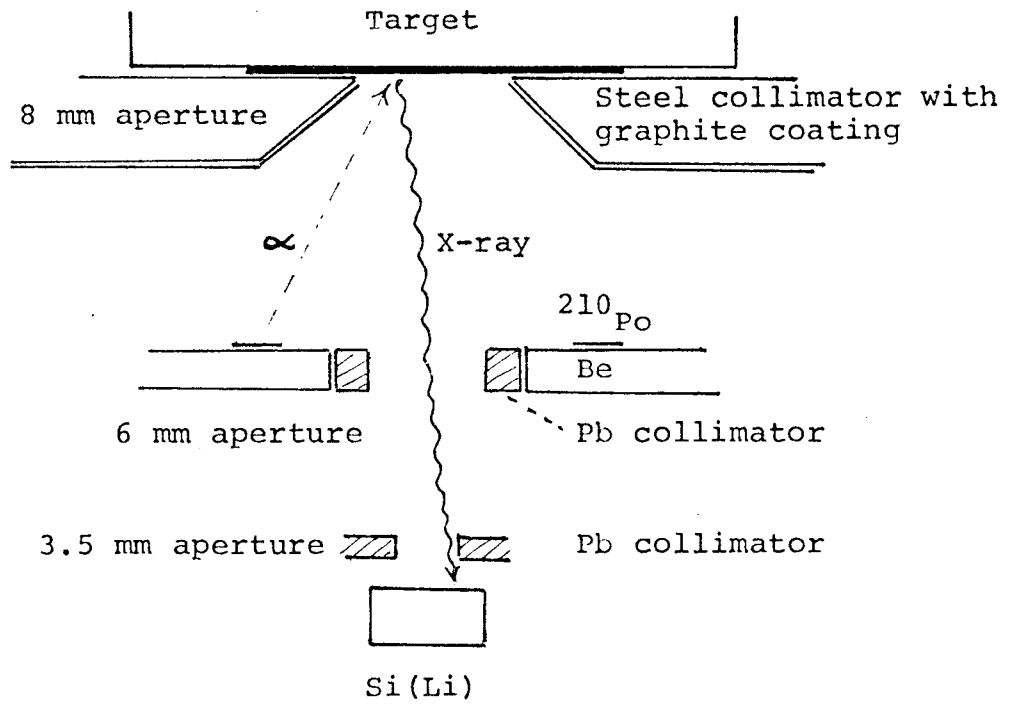 Target
8 mm aperture
Steel collimator with
graphite coating
α
X-ray
210Po
Be
6 mm aperture
Pb collimator
3.5 mm aperture
Pb collimator
Si(Li)